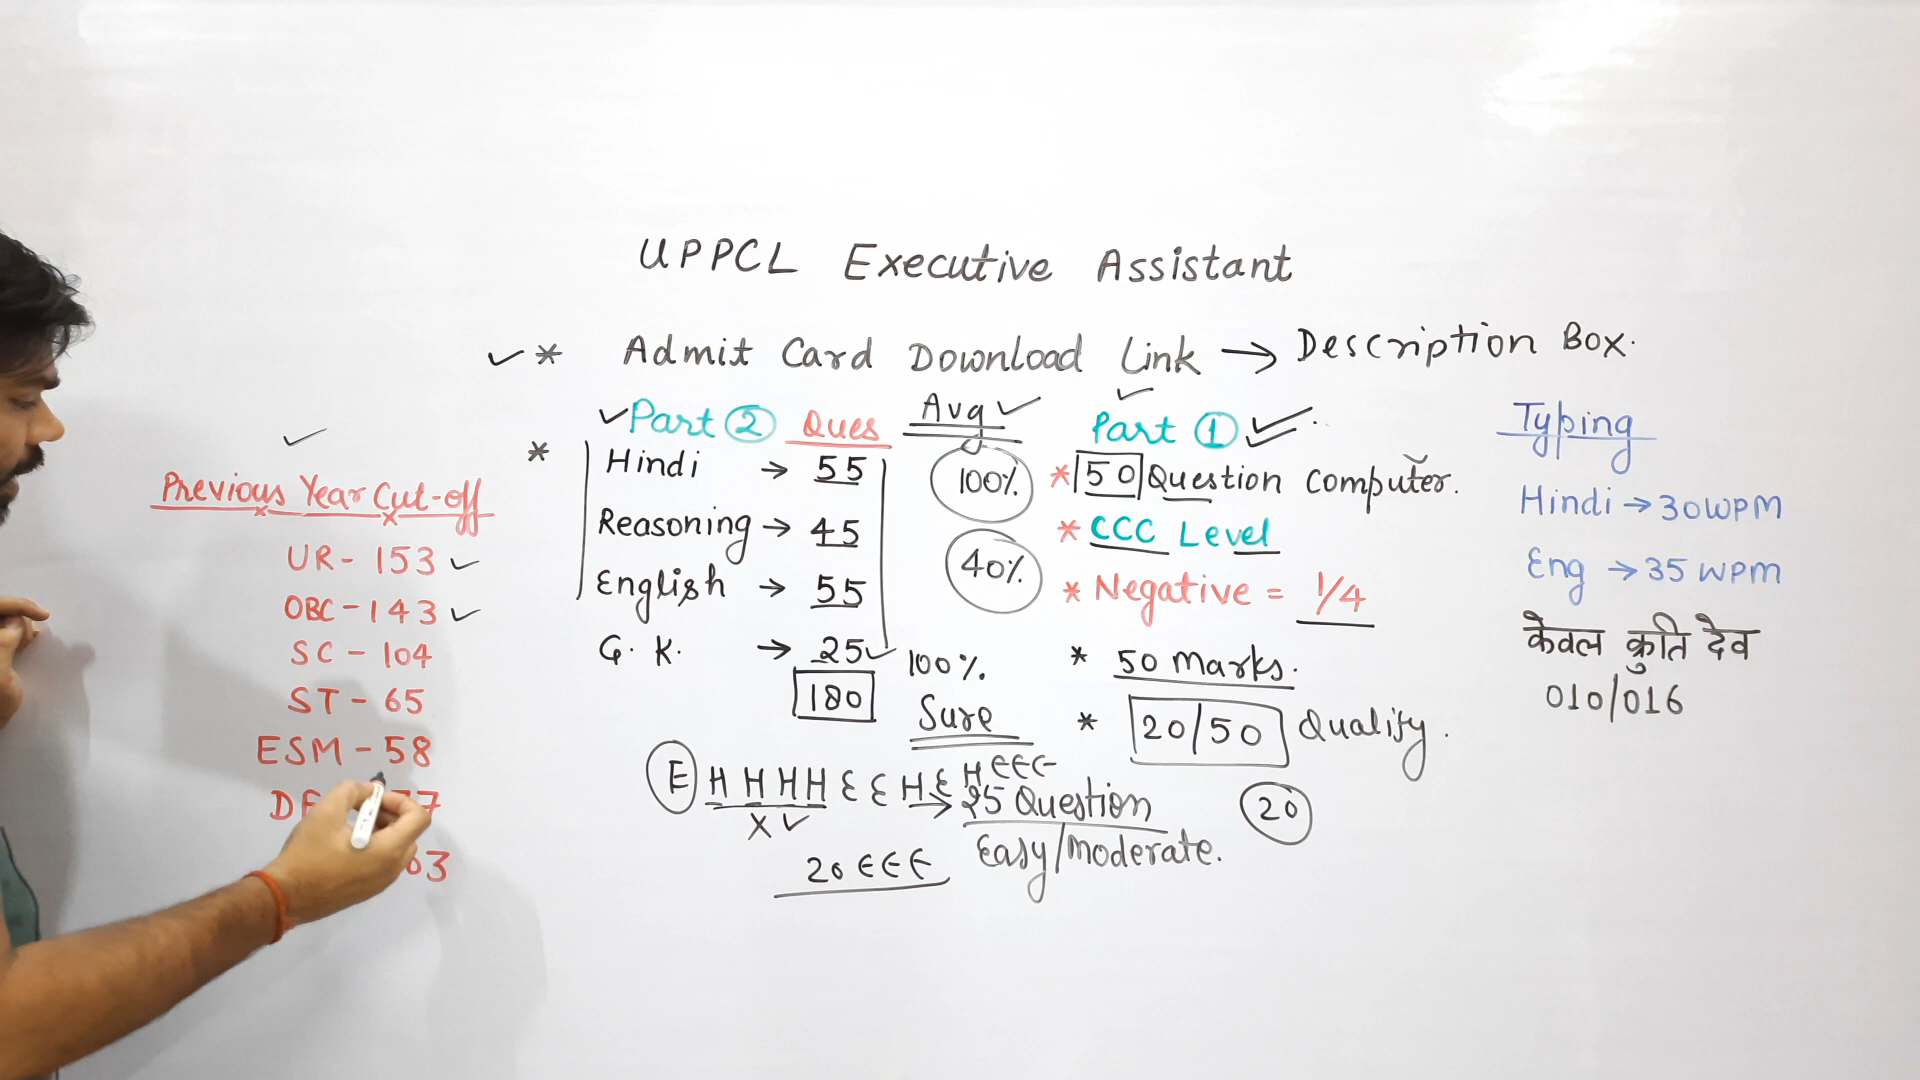 UPPCL Executive Assistant
✓ * Admit Card Download Link → Description Box.
Previous Year Cut-off
UR - 153 ✓
OBC - 143 ✓
SC - 104
ST - 65
ESM - 58
77
63
✓ Part ② Ques Avg ✓
* Hindi → 55 100%
Reasoning → 45
English → 55 40%
G. K. → 25 ✓ 100%
180 Sure
E H H H H E E H E H E E E
X ✓
→ 25 Question
20 E E E
Easy/moderate.
Part ① ✓
* 50 Question Computer.
* CCC Level
* Negative = 1/4
* 50 Marks.
* 20/50 Qualify.
20
Typing
Hindi → 30WPM
Eng → 35 WPM
केवल क्रुति देव
010/016